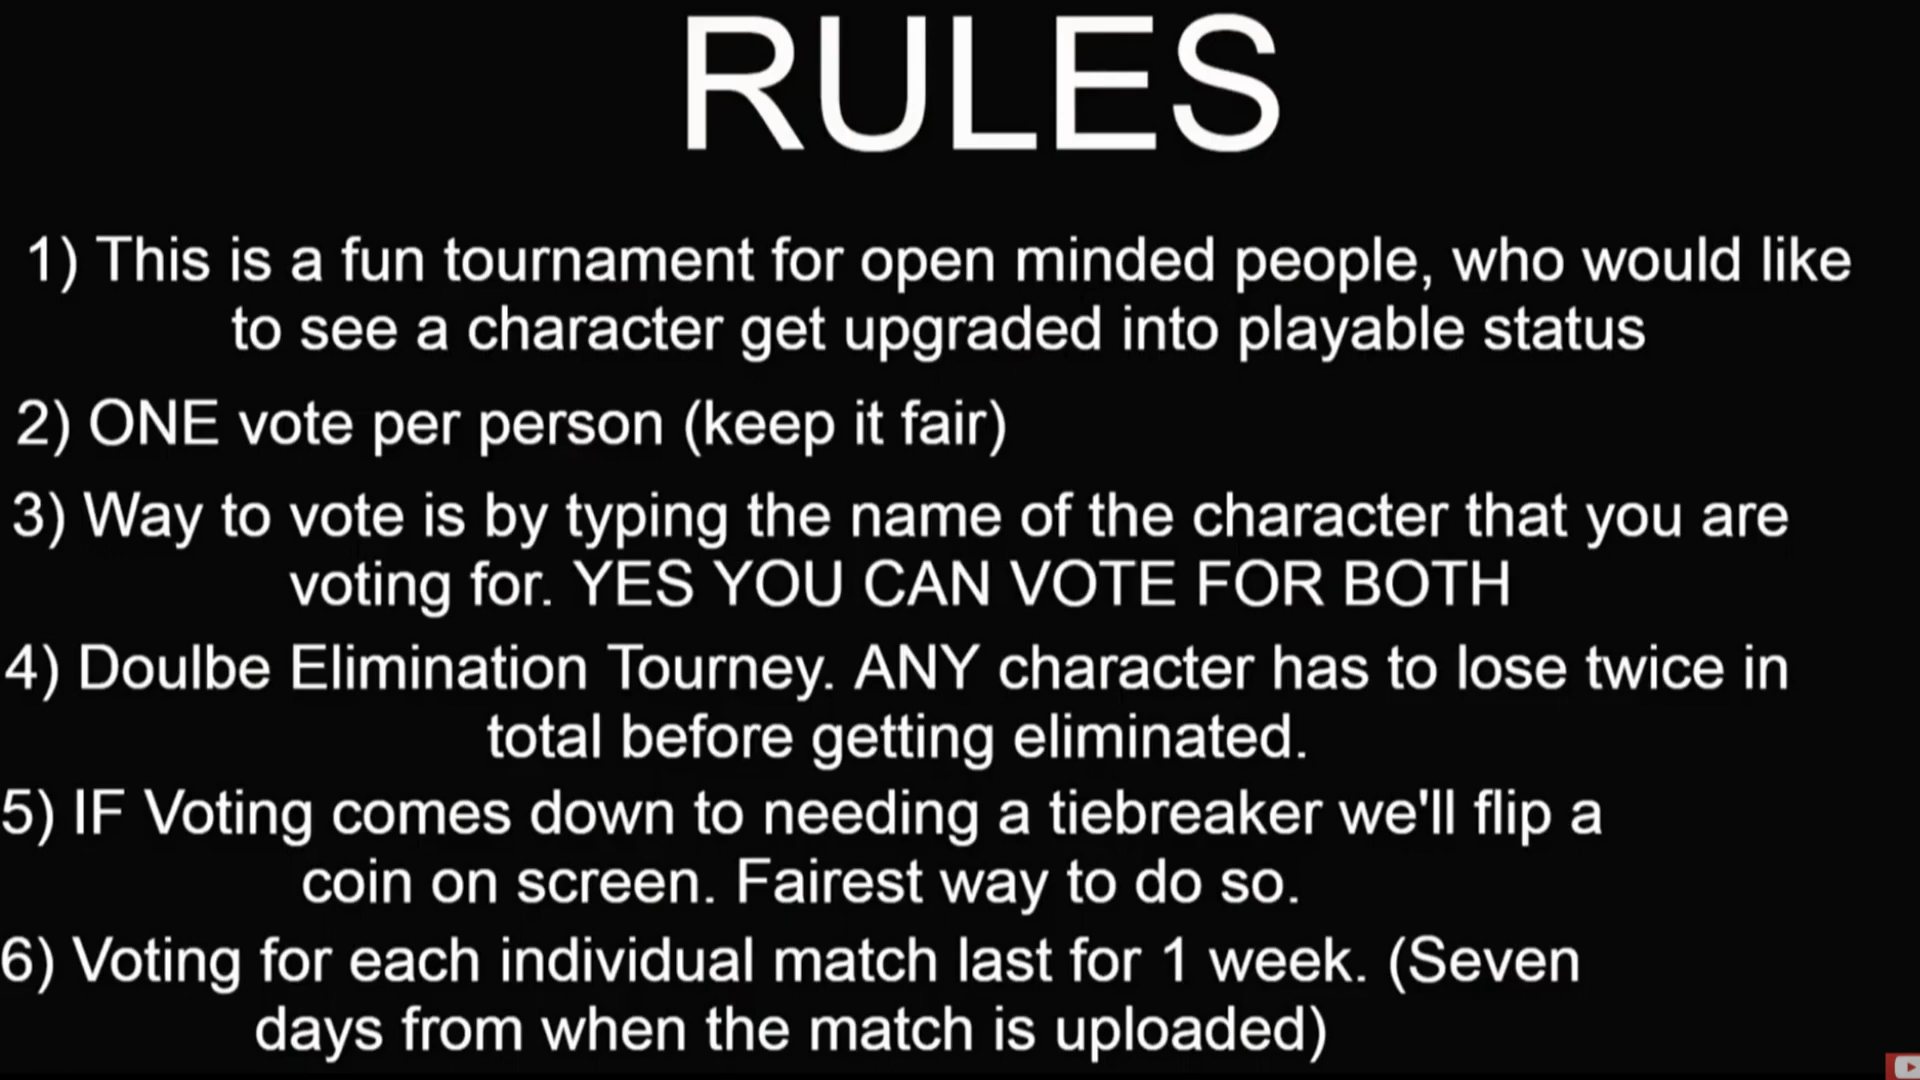 RULES
1) This is a fun tournament for open minded people, who would like
to see a character get upgraded into playable status
2) ONE vote per person (keep it fair)
3) Way to vote is by typing the name of the character that you are
voting for. YES YOU CAN VOTE FOR BOTH
4) Doulbe Elimination Tourney. ANY character has to lose twice in
total before getting eliminated.
5) IF Voting comes down to needing a tiebreaker we'll flip a
coin on screen. Fairest way to do so.
6) Voting for each individual match last for 1 week. (Seven
days from when the match is uploaded)